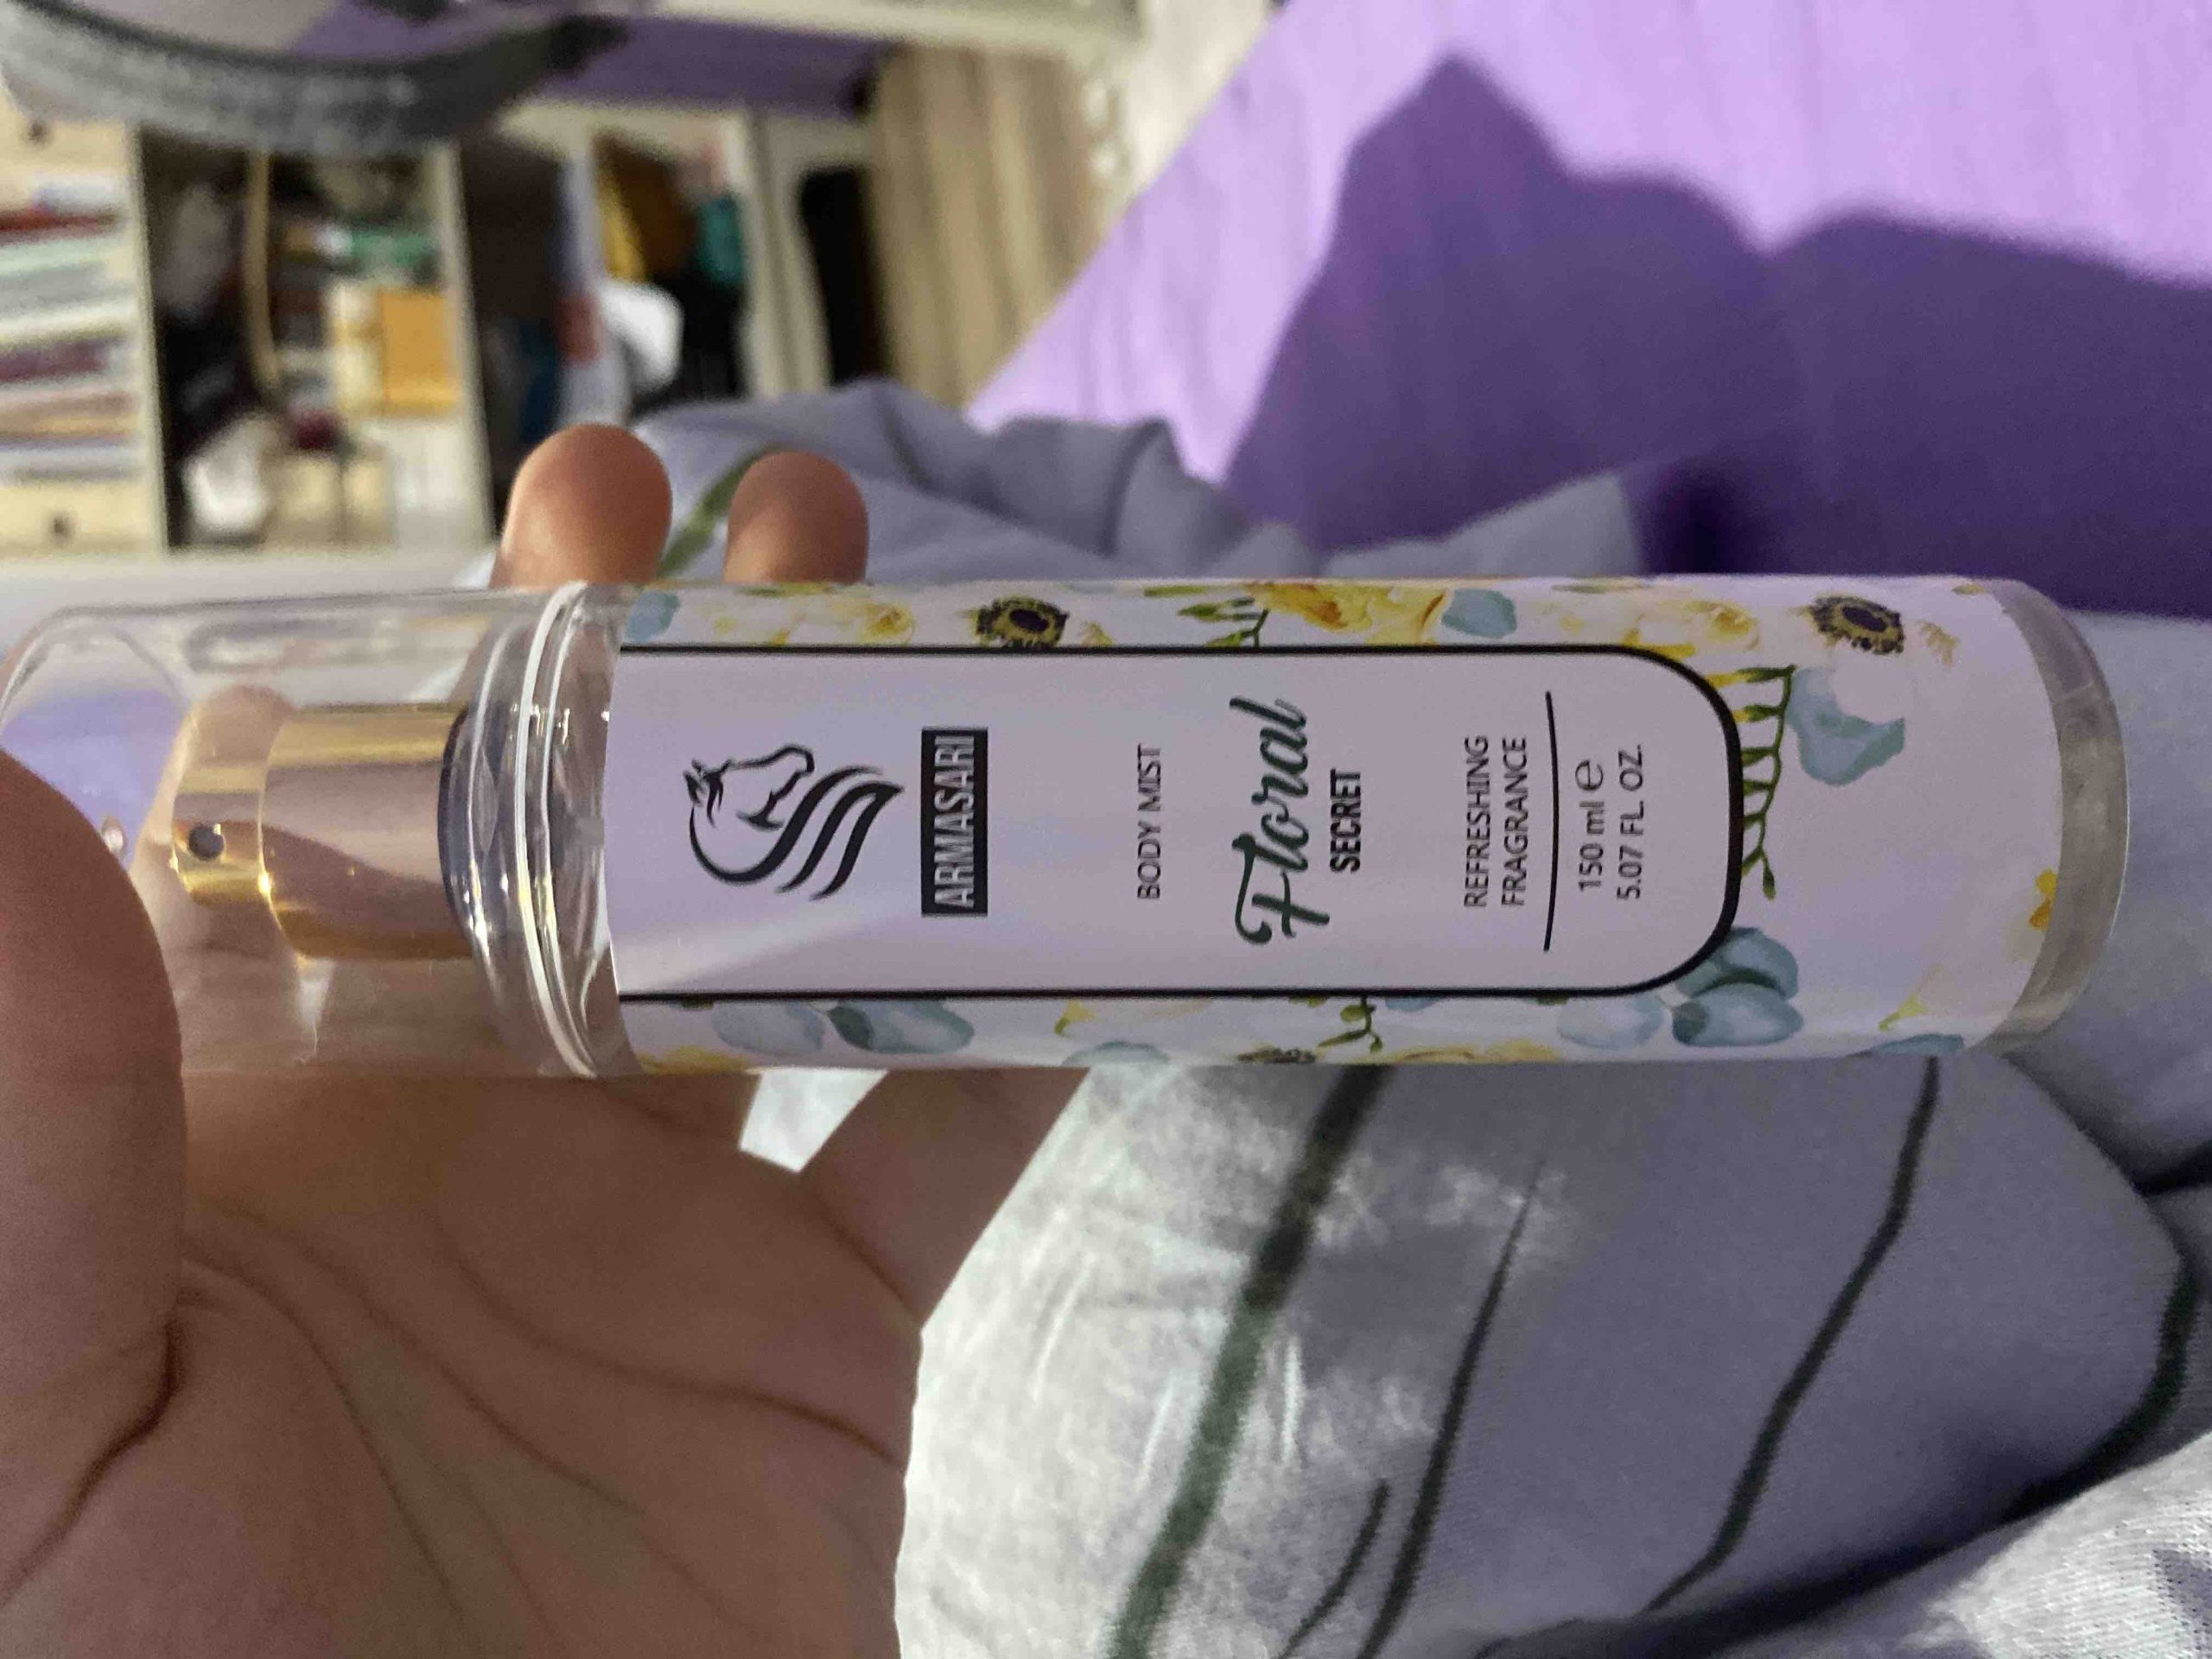 ARMASARI
BODY MIST
Floral
SECRET
REFRESHING
FRAGRANCE
150 ml ℮
5.07 FL. OZ.